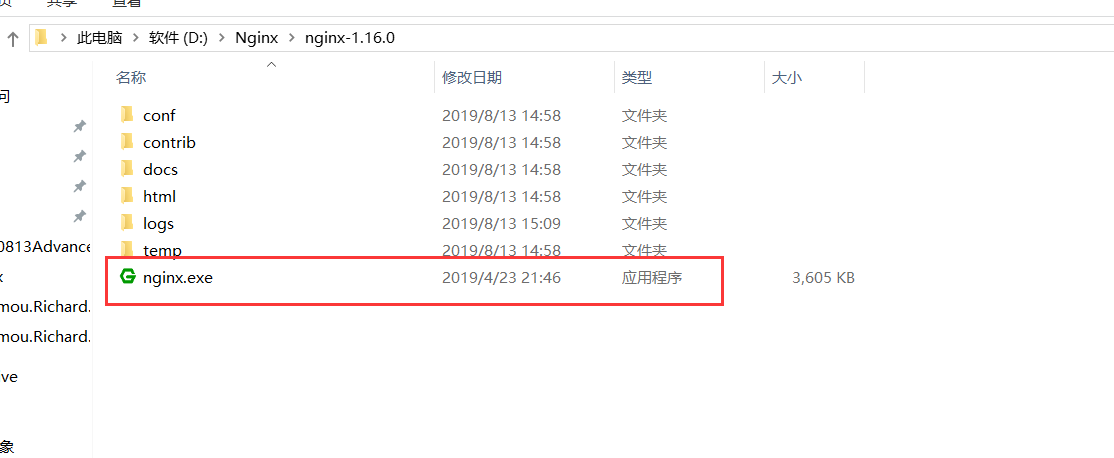 共享 查看
此电脑 软件 (D:) Nginx nginx-1.16.0
名称 修改日期 类型 大小
问
conf 2019/8/13 14:58 文件夹
contrib 2019/8/13 14:58 文件夹
docs 2019/8/13 14:58 文件夹
html 2019/8/13 14:58 文件夹
logs 2019/8/13 15:09 文件夹
0813Advance temp 2019/8/13 14:58 文件夹
x nginx.exe 2019/4/23 21:46 应用程序 3,605 KB
mou.Richard.
mou.Richard.
ve
象